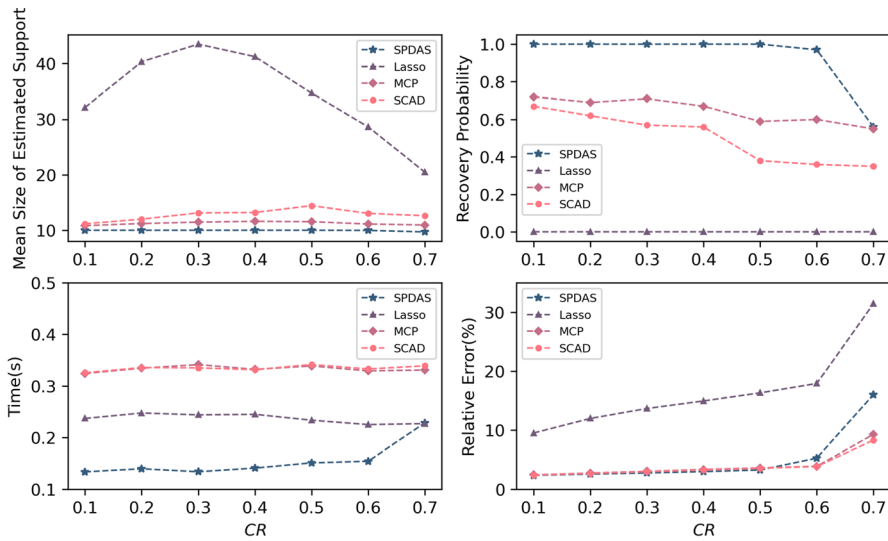 Mean Size of Estimated Support
40
30
20
10
0.1 0.2 0.3 0.4 0.5 0.6 0.7
SPDAS
Lasso
MCP
SCAD
Recovery Probability
1.0
0.8
0.6
0.4
0.2
0.0
0.1 0.2 0.3 0.4 0.5 0.6 0.7
SPDAS
Lasso
MCP
SCAD
Time(s)
0.5
0.4
0.3
0.2
0.1
0.1 0.2 0.3 0.4 0.5 0.6 0.7
CR
SPDAS
Lasso
MCP
SCAD
Relative Error(%)
30
20
10
0
0.1 0.2 0.3 0.4 0.5 0.6 0.7
CR
SPDAS
Lasso
MCP
SCAD